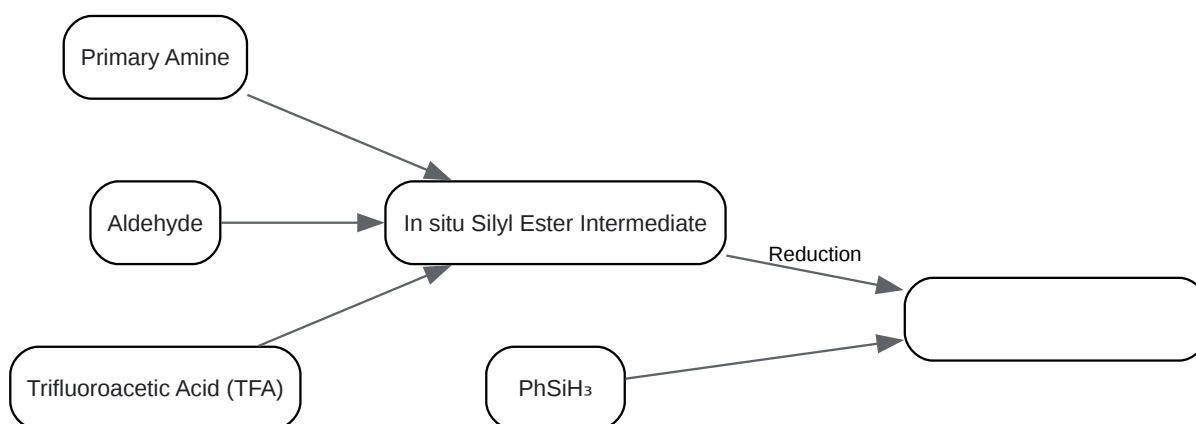 Primary Amine
Aldehyde
In situ Silyl Ester Intermediate
Reduction
Trifluoroacetic Acid (TFA)
PhSiH₃